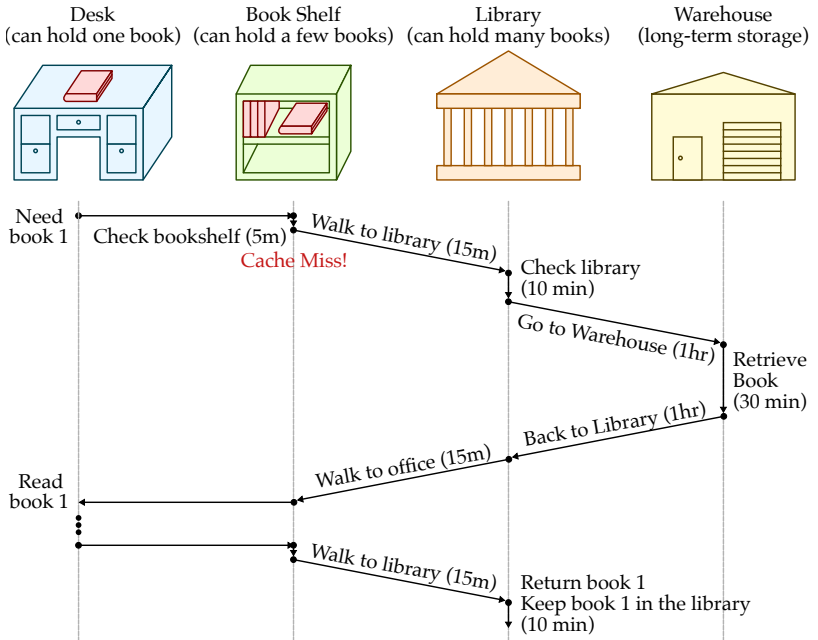 Desk
(can hold one book)
Book Shelf
(can hold a few books)
Library
(can hold many books)
Warehouse
(long-term storage)
Need
book 1
Check bookshelf (5m)
Cache Miss!
Walk to library (15m)
Check library
(10 min)
Go to Warehouse (1hr)
Retrieve
Book
(30 min)
Back to Library (1hr)
Walk to office (15m)
Read
book 1
Walk to library (15m)
Return book 1
Keep book 1 in the library
(10 min)